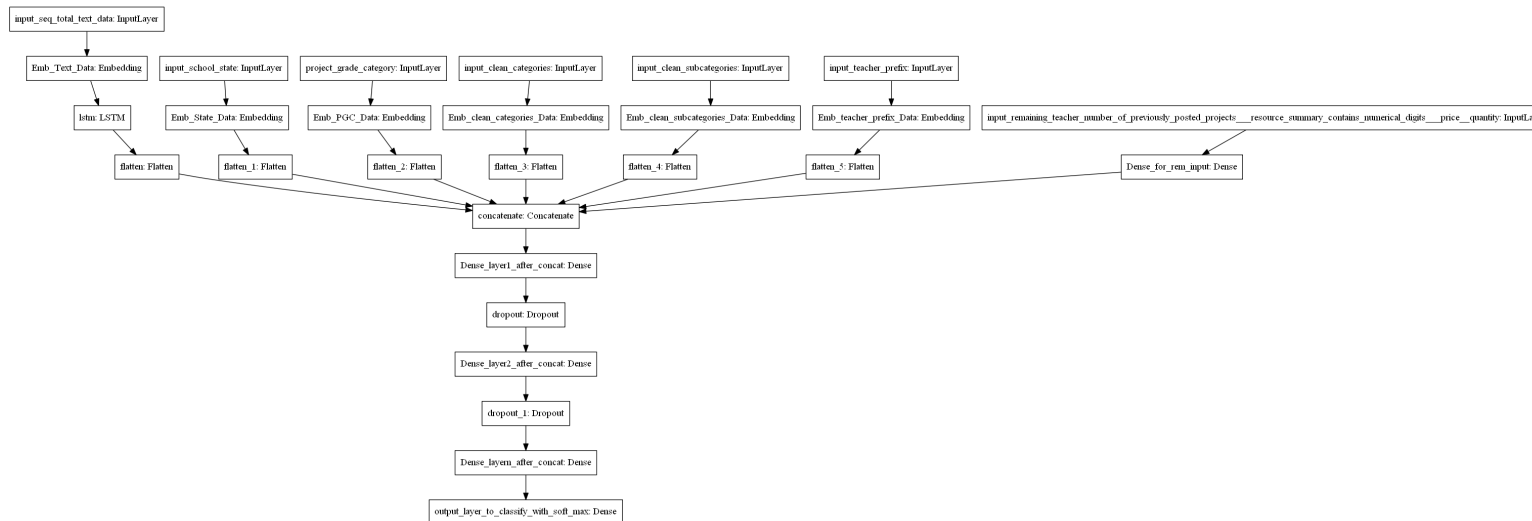 input_seq_total_text_data: InputLayer
Emb_Text_Data: Embedding
input_school_state: InputLayer
project_grade_category: InputLayer
input_clean_categories: InputLayer
input_clean_subcategories: InputLayer
input_teacher_prefix: InputLayer
lstm: LSTM
Emb_State_Data: Embedding
Emb_PGC_Data: Embedding
Emb_clean_categories_Data: Embedding
Emb_clean_subcategories_Data: Embedding
Emb_teacher_prefix_Data: Embedding
input_remaining_teacher_number_of_previously_posted_projects___resource_summary_contains_numerical_digits___price__quantity: InputLa
flatten: Flatten
flatten_1: Flatten
flatten_2: Flatten
flatten_3: Flatten
flatten_4: Flatten
flatten_5: Flatten
Dense_for_rem_input: Dense
concatenate: Concatenate
Dense_layer1_after_concat: Dense
dropout: Dropout
Dense_layer2_after_concat: Dense
dropout_1: Dropout
Dense_layern_after_concat: Dense
output_layer_to_classify_with_soft_max: Dense